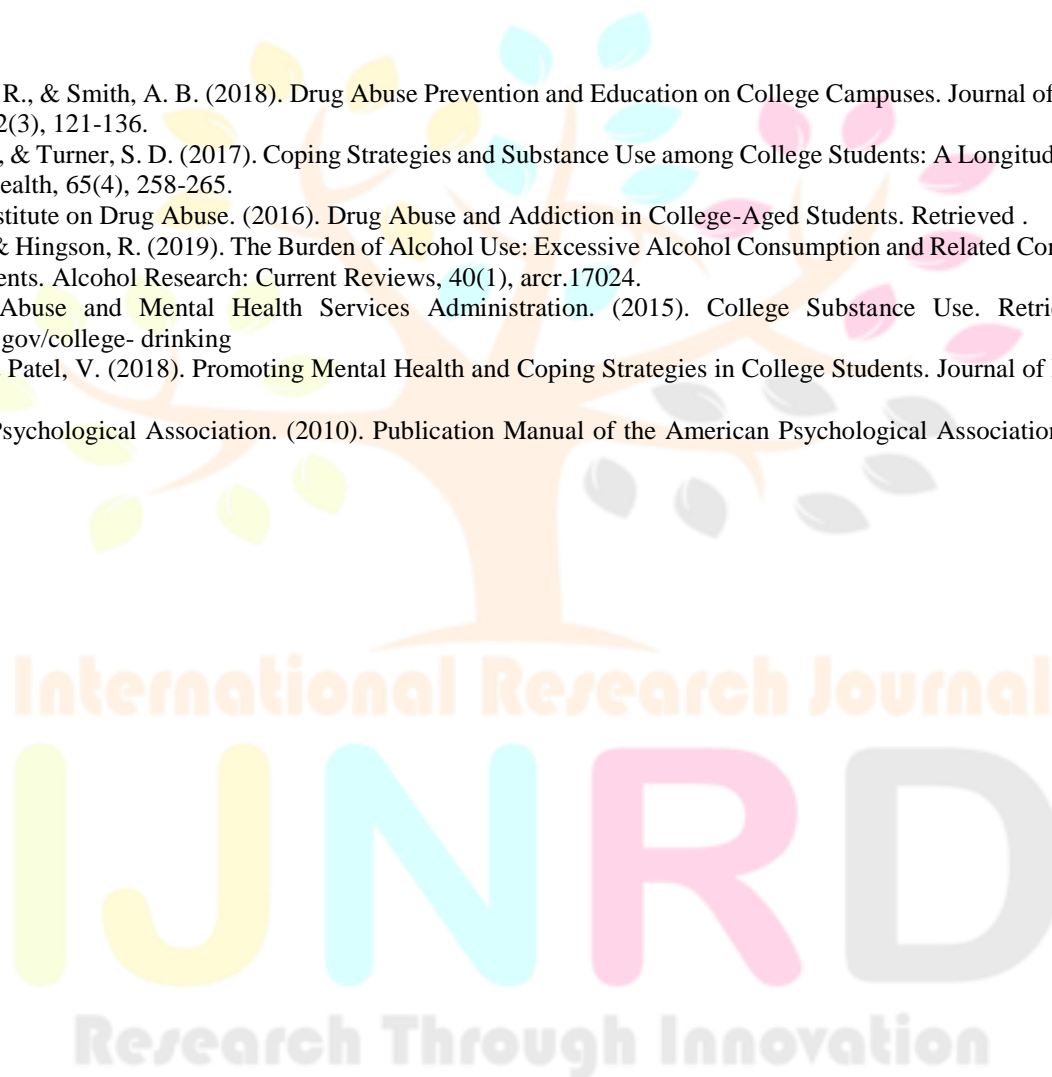 R., & Smith, A. B. (2018). Drug Abuse Prevention and Education on College Campuses. Journal of
2(3), 121-136.
, & Turner, S. D. (2017). Coping Strategies and Substance Use among College Students: A Longitud
ealth, 65(4), 258-265.
stitute on Drug Abuse. (2016). Drug Abuse and Addiction in College-Aged Students. Retrieved .
& Hingson, R. (2019). The Burden of Alcohol Use: Excessive Alcohol Consumption and Related Con
ents. Alcohol Research: Current Reviews, 40(1), arcr.17024.
Abuse and Mental Health Services Administration. (2015). College Substance Use. Retri
gov/college- drinking
Patel, V. (2018). Promoting Mental Health and Coping Strategies in College Students. Journal of
Psychological Association. (2010). Publication Manual of the American Psychological Association
International Research Journal
IJNRD
Research Through Innovation